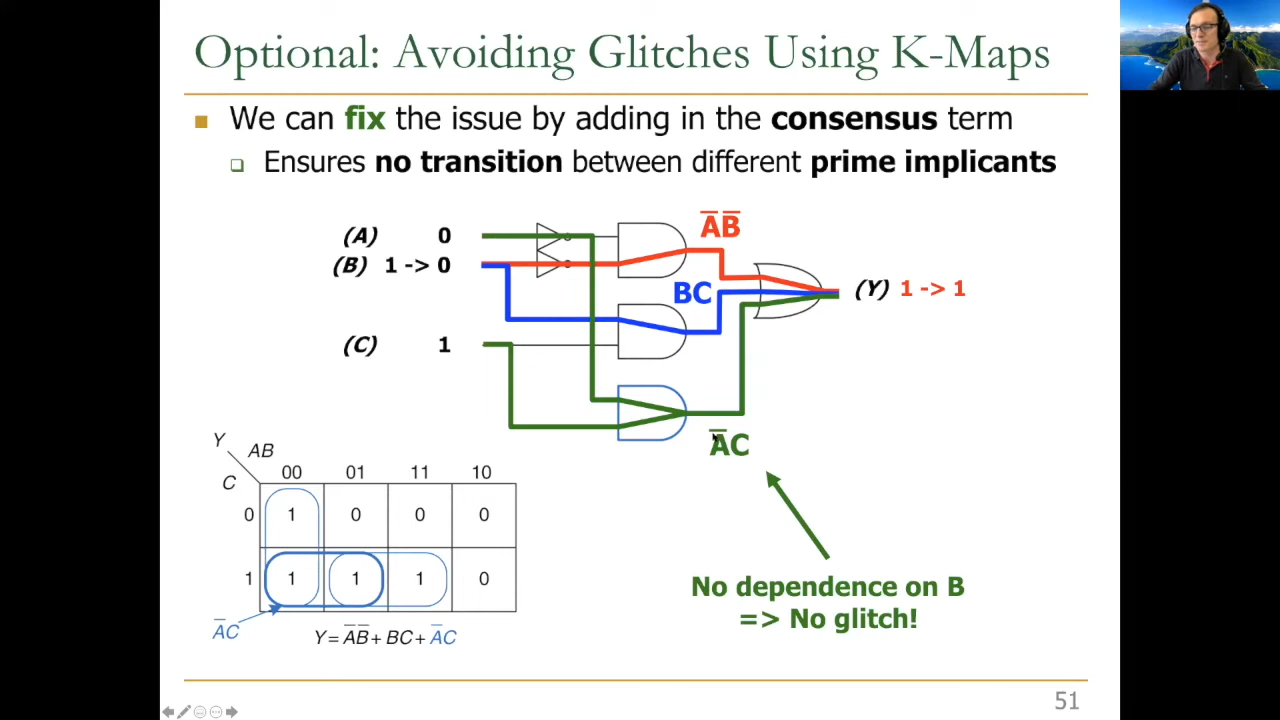 Optional: Avoiding Glitches Using K-Maps
We can fix the issue by adding in the consensus term
Ensures no transition between different prime implicants
(A) 0
A̅B̅
(B) 1 -> 0
BC
(Y) 1 -> 1
(C) 1
A̅C
Y
AB
C
00 01 11 10
0 1 0 0 0
1 1 1 1 0
A̅C
Y = A̅B̅ + BC + A̅C
No dependence on B
=> No glitch!
51